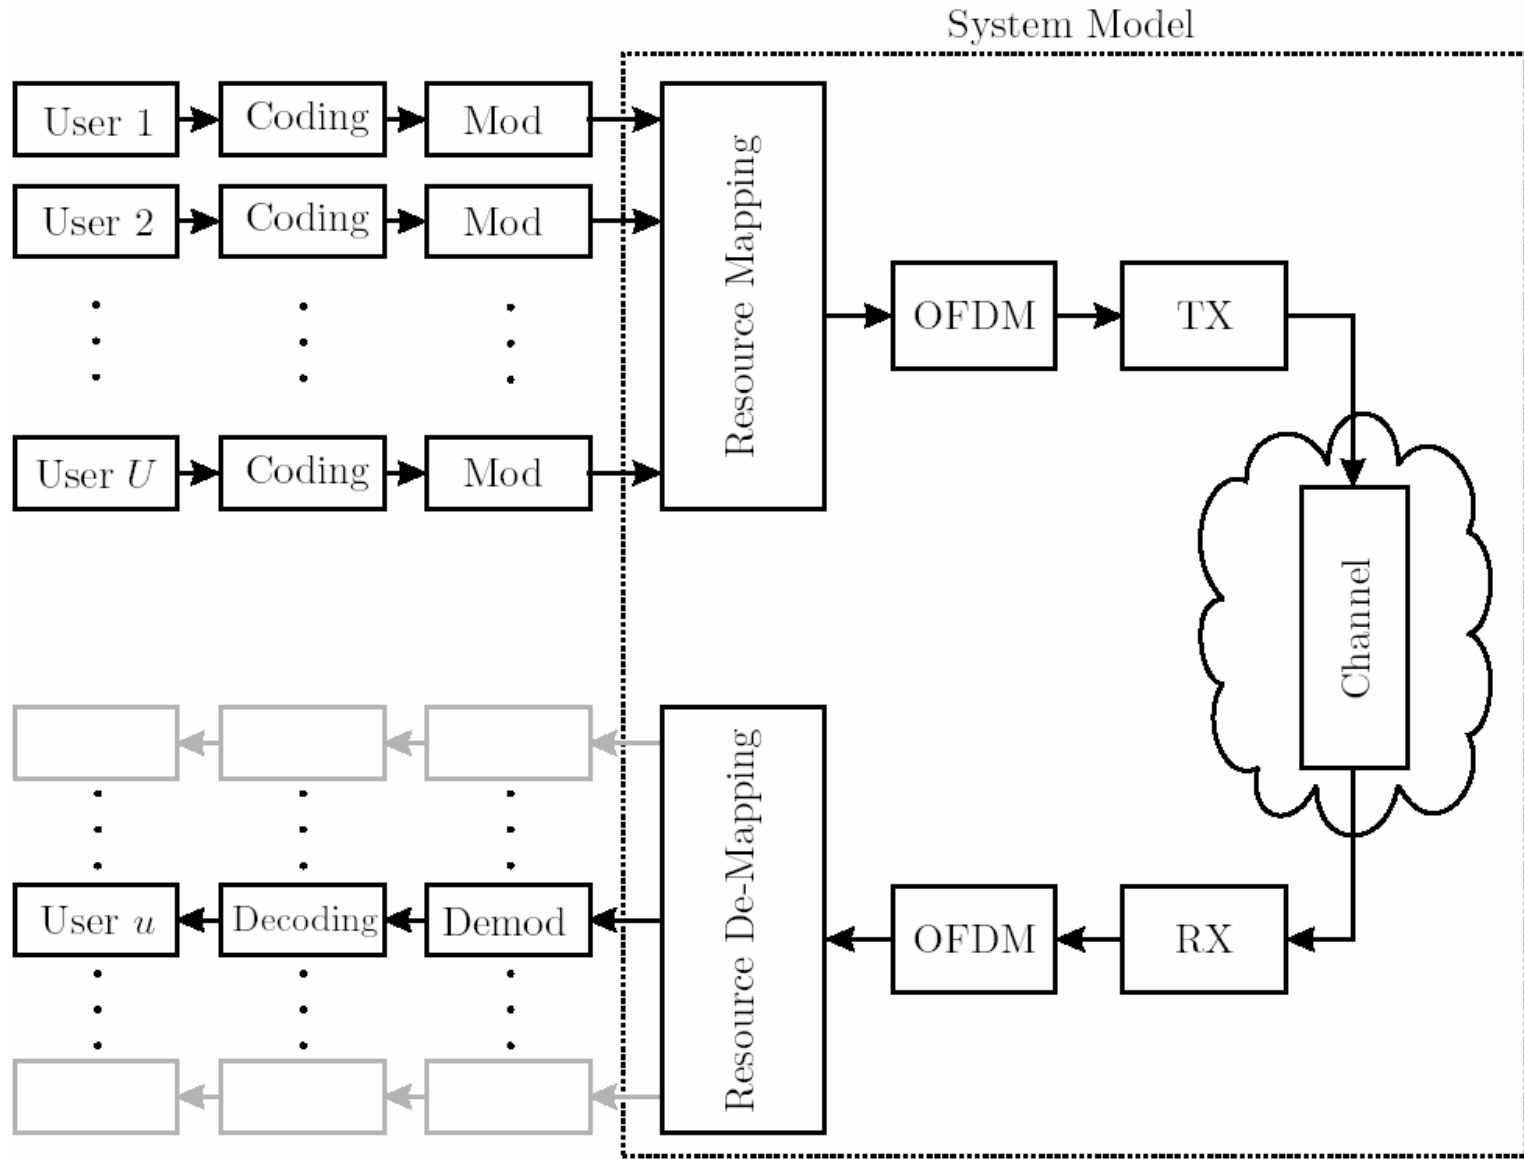 System Model
User 1
Coding
Mod
User 2
Coding
Mod
User U
Coding
Mod
Resource Mapping
OFDM
TX
Channel
User u
Decoding
Demod
Resource De-Mapping
OFDM
RX